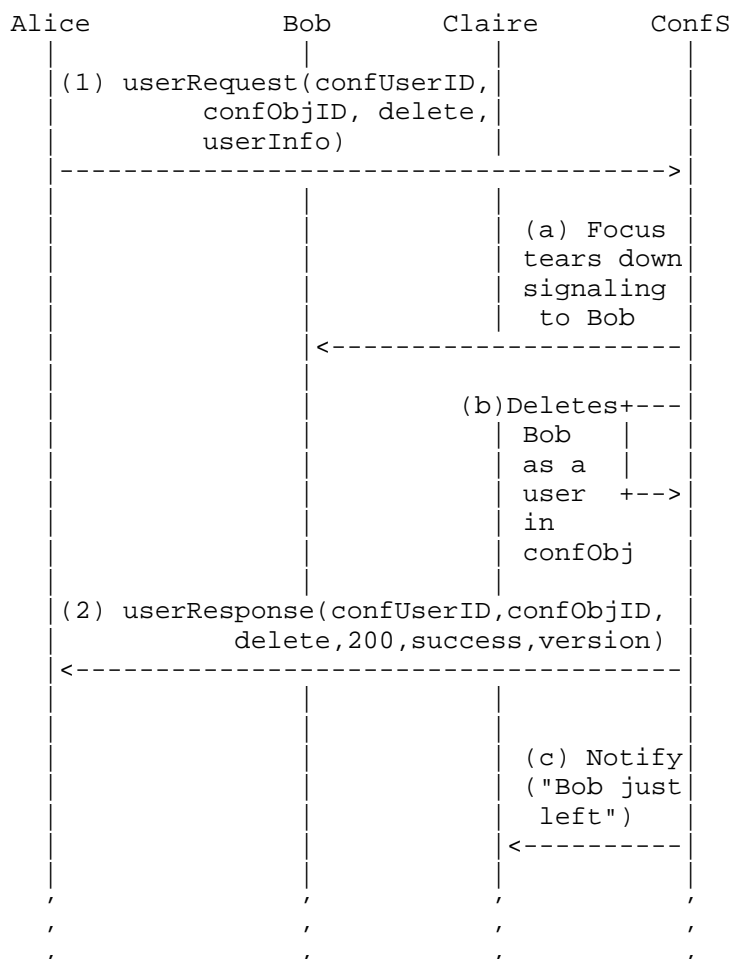 Alice Bob Claire ConfS
(1) userRequest(confUserID,
confObjID, delete,
userInfo)
(a) Focus
tears down
signaling
to Bob
(b)Deletes
Bob
as a
user
in
confObj
(2) userResponse(confUserID,confObjID,
delete,200,success,version)
(c) Notify
("Bob just
left")